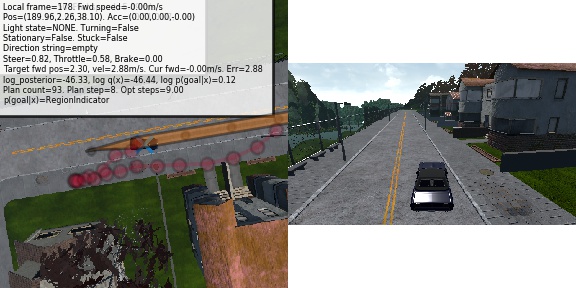 Local frame=178. Fwd speed=-0.00m/s
Pos=(189.96,2.26,38.10). Acc=(0.00,0.00,-0.00)
Light state=NONE. Turning=False
Stationary=False. Stuck=False
Direction string=empty
Steer=0.82, Throttle=0.58, Brake=0.00
Target fwd pos=2.30, vel=2.88m/s. Cur fwd=-0.00m/s. Err=2.88
log_posterior=-46.33, log q(x)=-46.44, log p(goal|x)=0.12
Plan count=93. Plan step=8. Opt steps=9.00
p(goal|x)=RegionIndicator